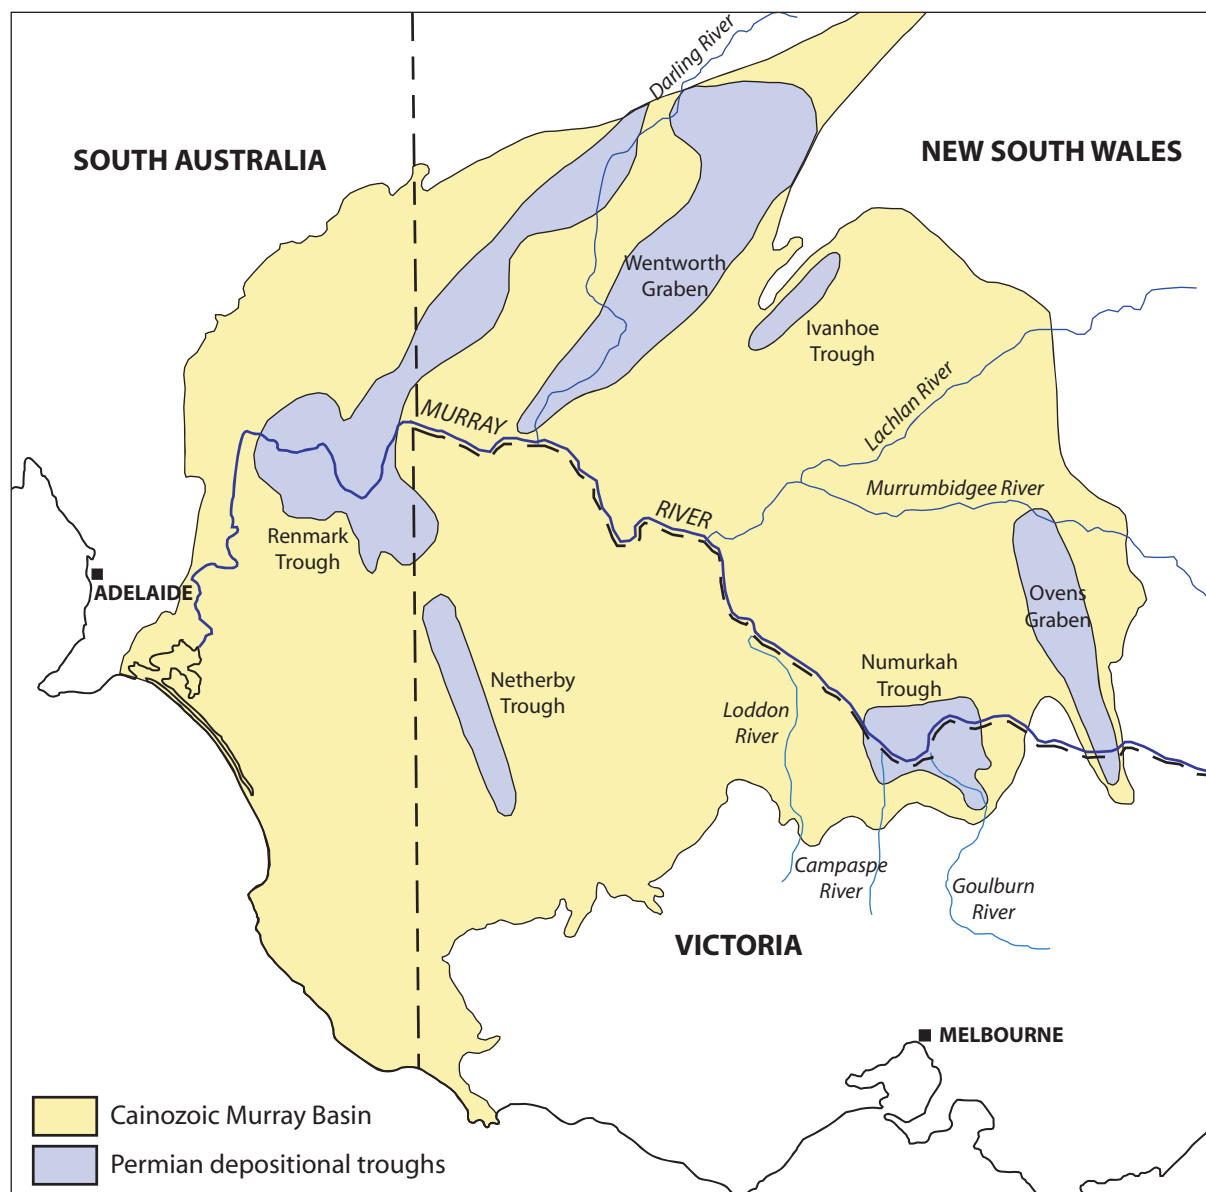 Darling River
SOUTH AUSTRALIA
NEW SOUTH WALES
Wentworth
Graben
Ivanhoe
Trough
Lachlan River
MURRAY
RIVER
Murrumbidgee River
Renmark
Trough
ADELAIDE
Ovens
Graben
Netherby
Trough
Numurkah
Trough
Loddon
River
Campaspe
River
Goulburn
River
VICTORIA
MELBOURNE
Cainozoic Murray Basin
Permian depositional troughs